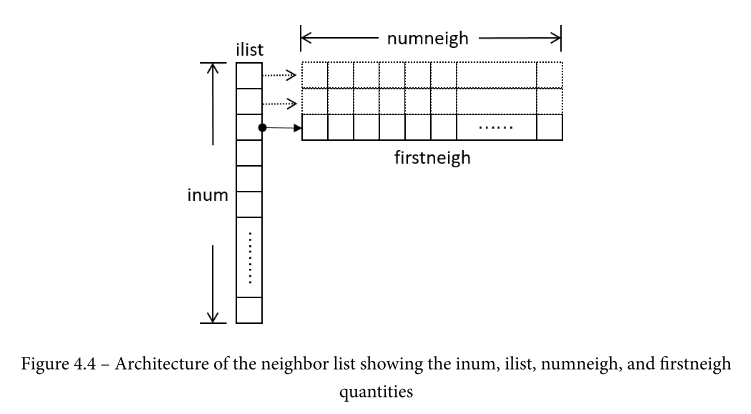 numneigh
ilist
......
firstneigh
inum
Figure 4.4 – Architecture of the neighbor list showing the inum, ilist, numneigh, and firstneigh
quantities